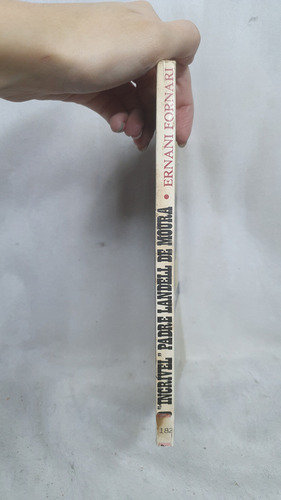 "INCRÍVEL" PADRE LANDELL DE MOURA • ERNANI FORNARI
182